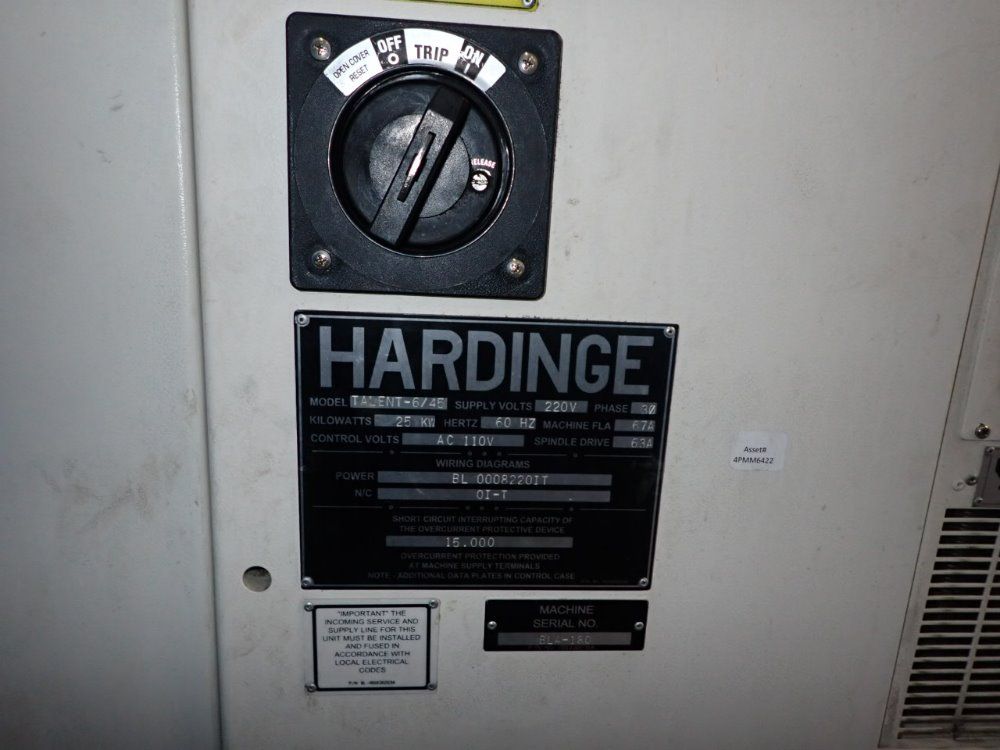 OPEN COVER
RESET
OFF
O
TRIP
ON
I
RELEASE
HARDINGE
MODEL TALENT-6/45 SUPPLY VOLTS 220V PHASE 3Ø
KILOWATTS 25 KW HERTZ 60 HZ MACHINE FLA 67A
CONTROL VOLTS AC 110V SPINDLE DRIVE 63A
WIRING DIAGRAMS
POWER BL 0008220IT
N/C OI-T
SHORT CIRCUIT INTERRUPTING CAPACITY OF
THE OVERCURRENT PROTECTIVE DEVICE
15.000
OVERCURRENT PROTECTION PROVIDED
AT MACHINE SUPPLY TERMINALS
NOTE - ADDITIONAL DATA PLATES IN CONTROL CASE
Asset#
4PMM6422
"IMPORTANT" THE
INCOMING SERVICE AND
SUPPLY LINE FOR THIS
UNIT MUST BE INSTALLED
AND FUSED IN
ACCORDANCE WITH
LOCAL ELECTRICAL
CODES
P/N BL
MACHINE
SERIAL NO.
BL4-180